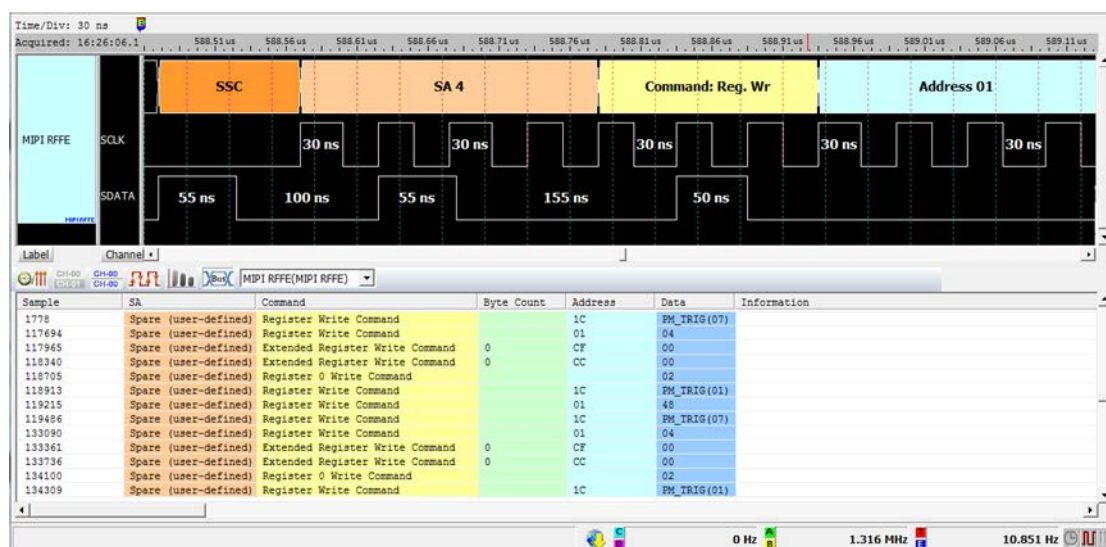 Time/Div: 30 ns
Acquired: 16:26:06.1 588.51 us 588.56 us 588.61 us 588.66 us 588.71 us 588.76 us 588.81 us 588.86 us 588.91 us 588.96 us 589.01 us 589.06 us 589.11 us
SSC SA 4 Command: Reg. Wr Address 01
MIPI RFFE SCLK 30 ns 30 ns 30 ns 30 ns 30 ns
SDATA 55 ns 100 ns 55 ns 155 ns 50 ns
MIPI RFFE
Label Channel
CH-00 CH-00 Bus MIPI RFFE(MIPI RFFE)
CH-01 CH-00
Sample SA Command Byte Count Address Data Information
1778 Spare (user-defined) Register Write Command 1C PM_TRIG(07)
117694 Spare (user-defined) Register Write Command 01 04
117965 Spare (user-defined) Extended Register Write Command 0 CF 00
118340 Spare (user-defined) Extended Register Write Command 0 CC 00
118705 Spare (user-defined) Register 0 Write Command 02
118913 Spare (user-defined) Register Write Command 1C PM_TRIG(01)
119215 Spare (user-defined) Register Write Command 01 48
119486 Spare (user-defined) Register Write Command 1C PM_TRIG(07)
133090 Spare (user-defined) Register Write Command 01 04
133361 Spare (user-defined) Extended Register Write Command 0 CF 00
133736 Spare (user-defined) Extended Register Write Command 0 CC 00
134100 Spare (user-defined) Register 0 Write Command 02
134309 Spare (user-defined) Register Write Command 1C PM_TRIG(01)
C D 0 Hz A B 1.316 MHz T E 10.851 Hz